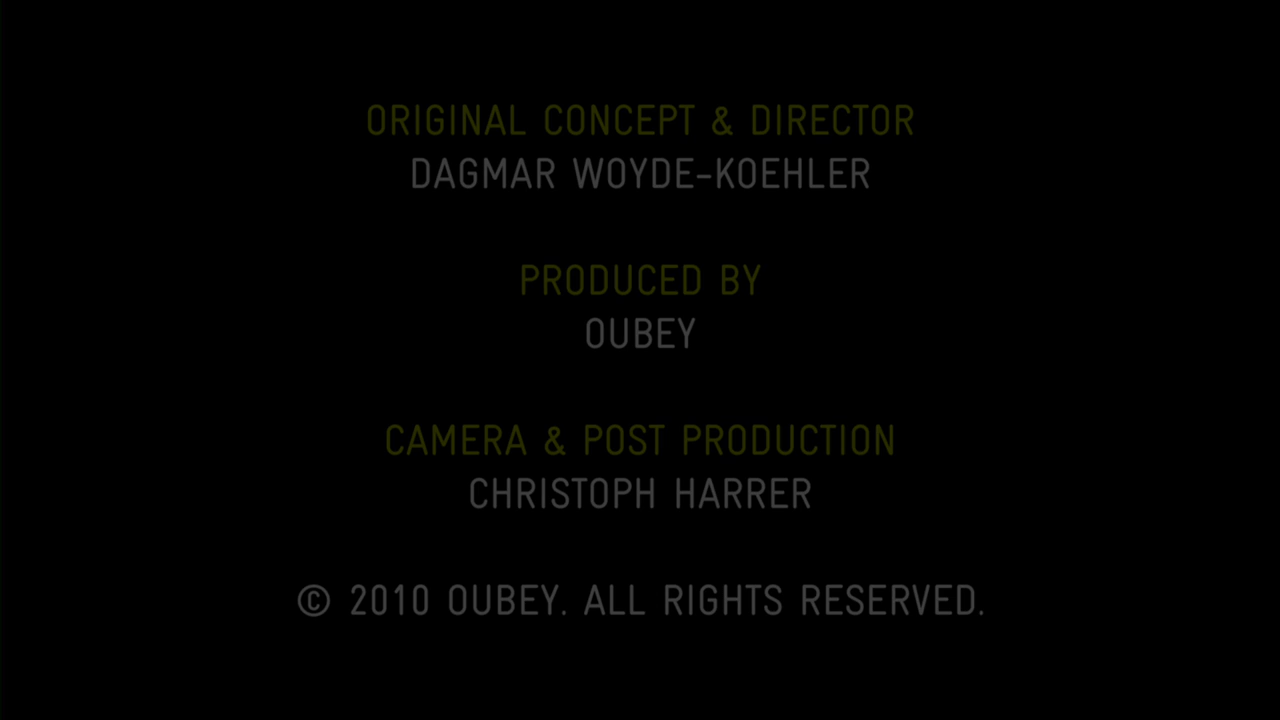 ORIGINAL CONCEPT & DIRECTOR
DAGMAR WOYDE-KOEHLER
PRODUCED BY
OUBEY
CAMERA & POST PRODUCTION
CHRISTOPH HARRER
© 2010 OUBEY. ALL RIGHTS RESERVED.